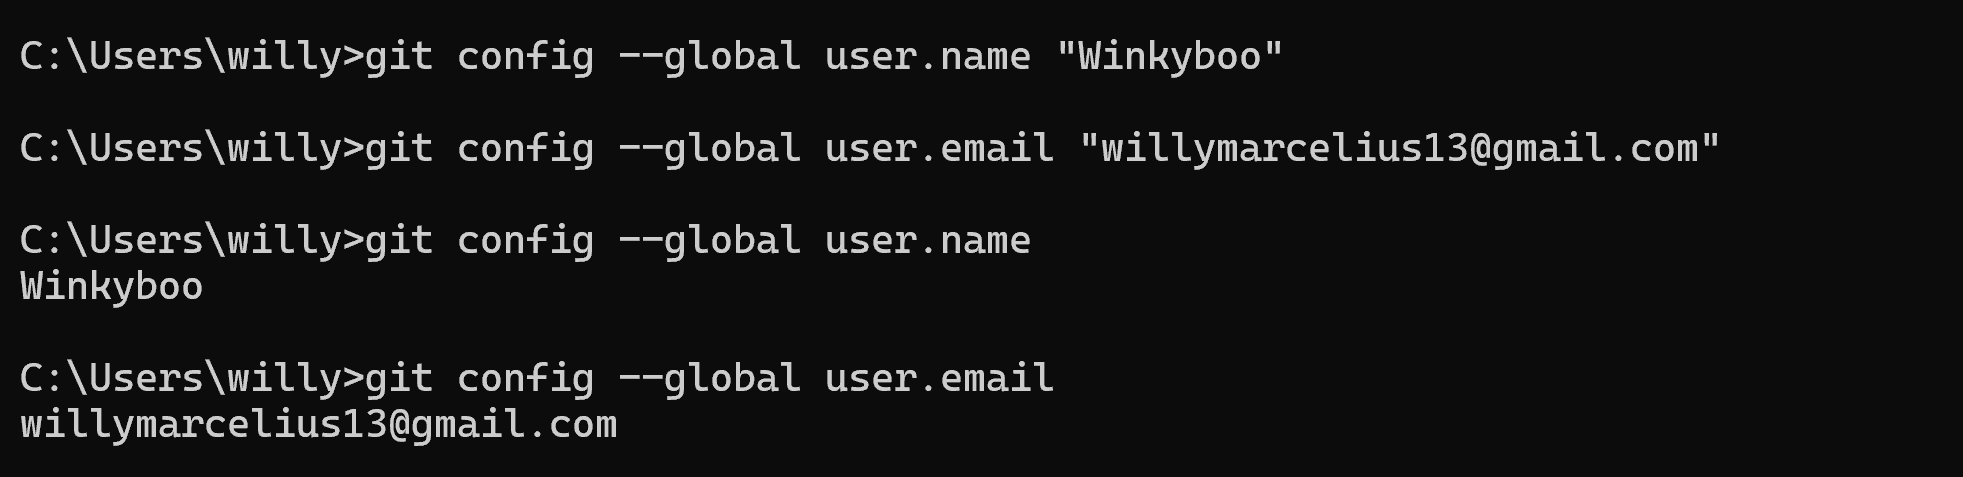 C:\Users\willy>git config --global user.name "Winkyboo"
C:\Users\willy>git config --global user.email "willymarcelius13@gmail.com"
C:\Users\willy>git config --global user.name
Winkyboo
C:\Users\willy>git config --global user.email
willymarcelius13@gmail.com